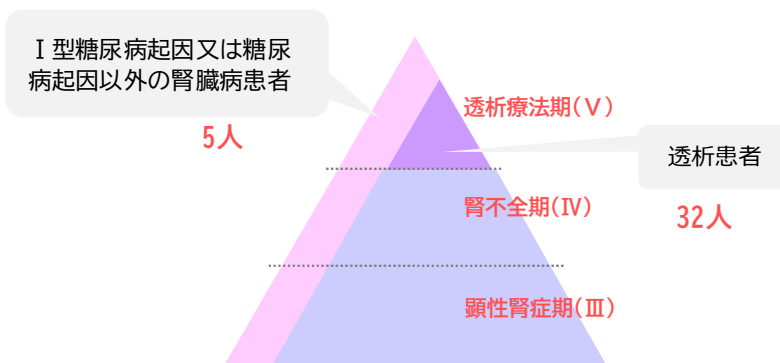 Ⅰ型糖尿病起因又は糖尿
病起因以外の腎臓病患者
5人
透析療法期(Ⅴ)
透析患者
32人
腎不全期(Ⅳ)
顕性腎症期(Ⅲ)